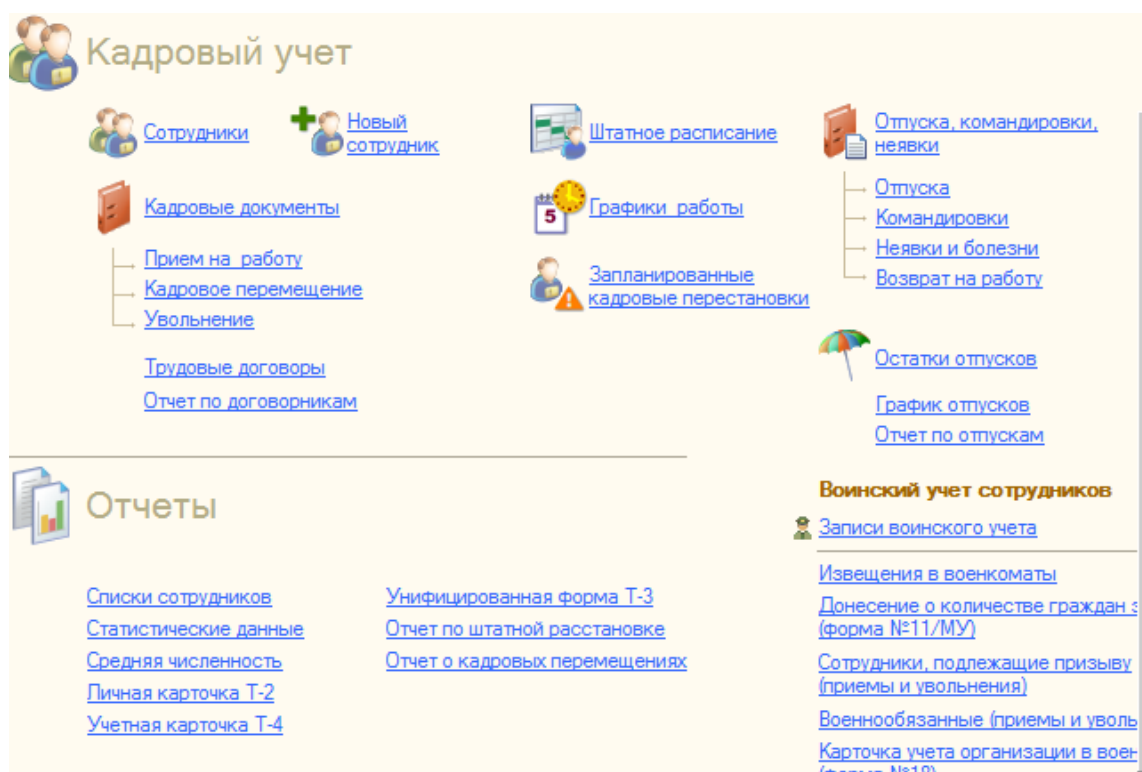 Кадровый учет
Сотрудники
Новый
сотрудник
Кадровые документы
Прием на работу
Кадровое перемещение
Увольнение
Трудовые договоры
Отчет по договорникам
Штатное расписание
5
Графики работы
Запланированные
кадровые перестановки
Отпуска, командировки,
неявки
Отпуска
Командировки
Неявки и болезни
Возврат на работу
Остатки отпусков
График отпусков
Отчет по отпускам
Отчеты
Списки сотрудников
Статистические данные
Средняя численность
Личная карточка Т-2
Учетная карточка Т-4
Унифицированная форма Т-3
Отчет по штатной расстановке
Отчет о кадровых перемещениях
Воинский учет сотрудников
Записи воинского учета
Извещения в военкоматы
Донесение о количестве граждан
(форма №11/МУ)
Сотрудники, подлежащие призыву
(приемы и увольнения)
Военнообязанные (приемы и уволь
Карточка учета организации в воен
(форма №18)